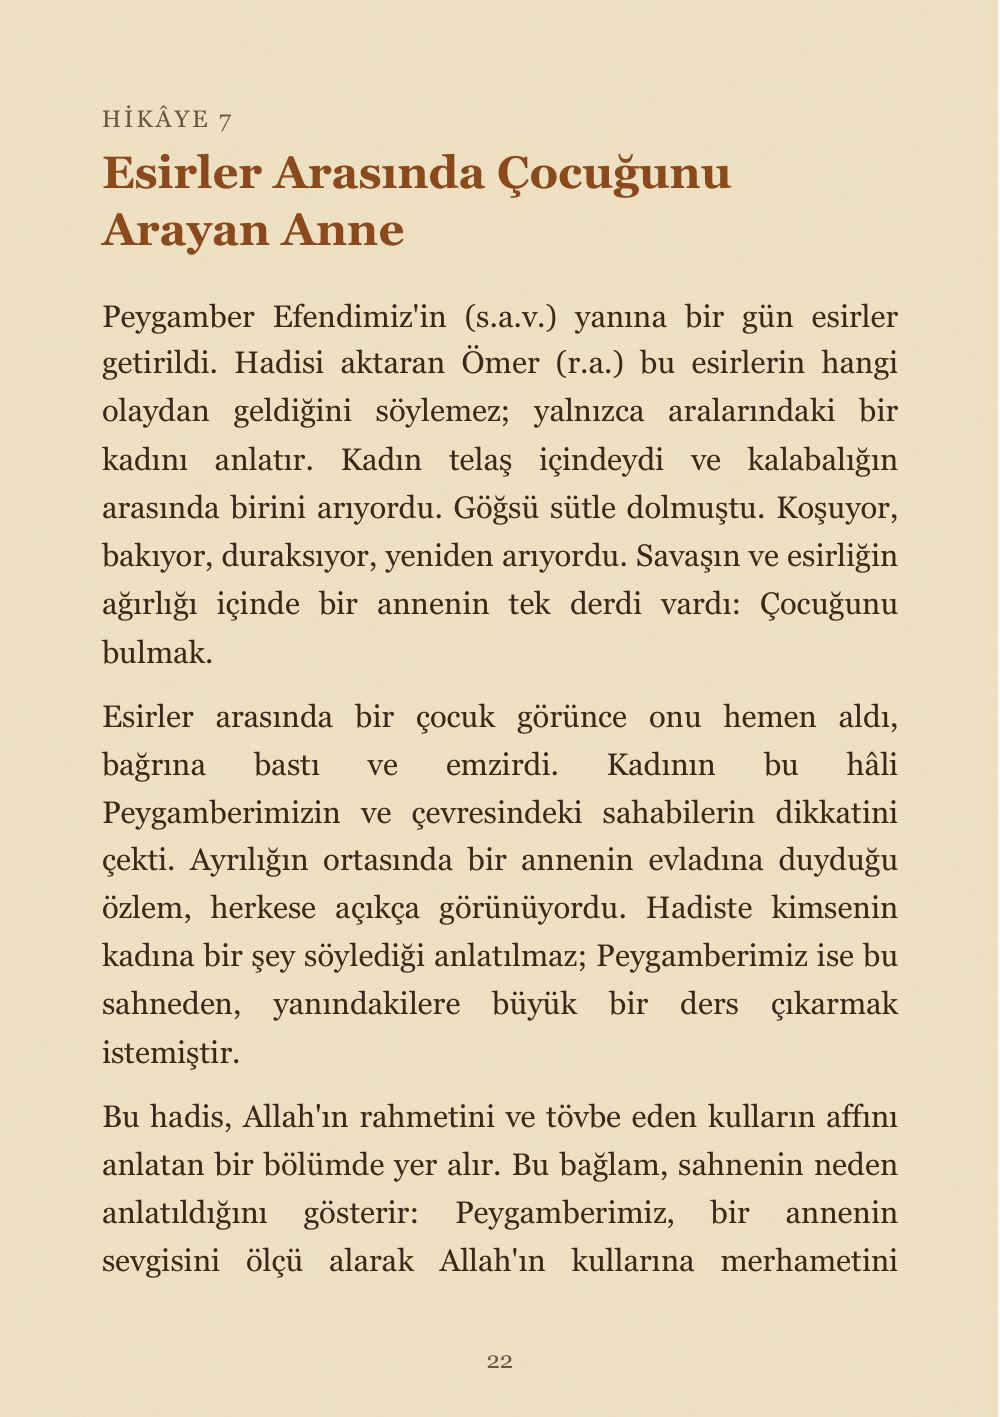 HİKÂYE 7
Esirler Arasında Çocuğunu
Arayan Anne
Peygamber Efendimiz'in (s.a.v.) yanına bir gün esirler
getirildi. Hadisi aktaran Ömer (r.a.) bu esirlerin hangi
olaydan geldiğini söylemez; yalnızca aralarındaki bir
kadını anlatır. Kadın telaş içindeydi ve kalabalığın
arasında birini arıyordu. Göğsü sütle dolmuştu. Koşuyor,
bakıyor, duraksıyor, yeniden arıyordu. Savaşın ve esirliğin
ağırlığı içinde bir annenin tek derdi vardı: Çocuğunu
bulmak.
Esirler arasında bir çocuk görünce onu hemen aldı,
bağrına bastı ve emzirdi. Kadının bu hâli
Peygamberimizin ve çevresindeki sahabilerin dikkatini
çekti. Ayrılığın ortasında bir annenin evladına duyduğu
özlem, herkese açıkça görünüyordu. Hadiste kimsenin
kadına bir şey söylediği anlatılmaz; Peygamberimiz ise bu
sahneden, yanındakilere büyük bir ders çıkarmak
istemiştir.
Bu hadis, Allah'ın rahmetini ve tövbe eden kulların affını
anlatan bir bölümde yer alır. Bu bağlam, sahnenin neden
anlatıldığını gösterir: Peygamberimiz, bir annenin
sevgisini ölçü alarak Allah'ın kullarına merhametini
22